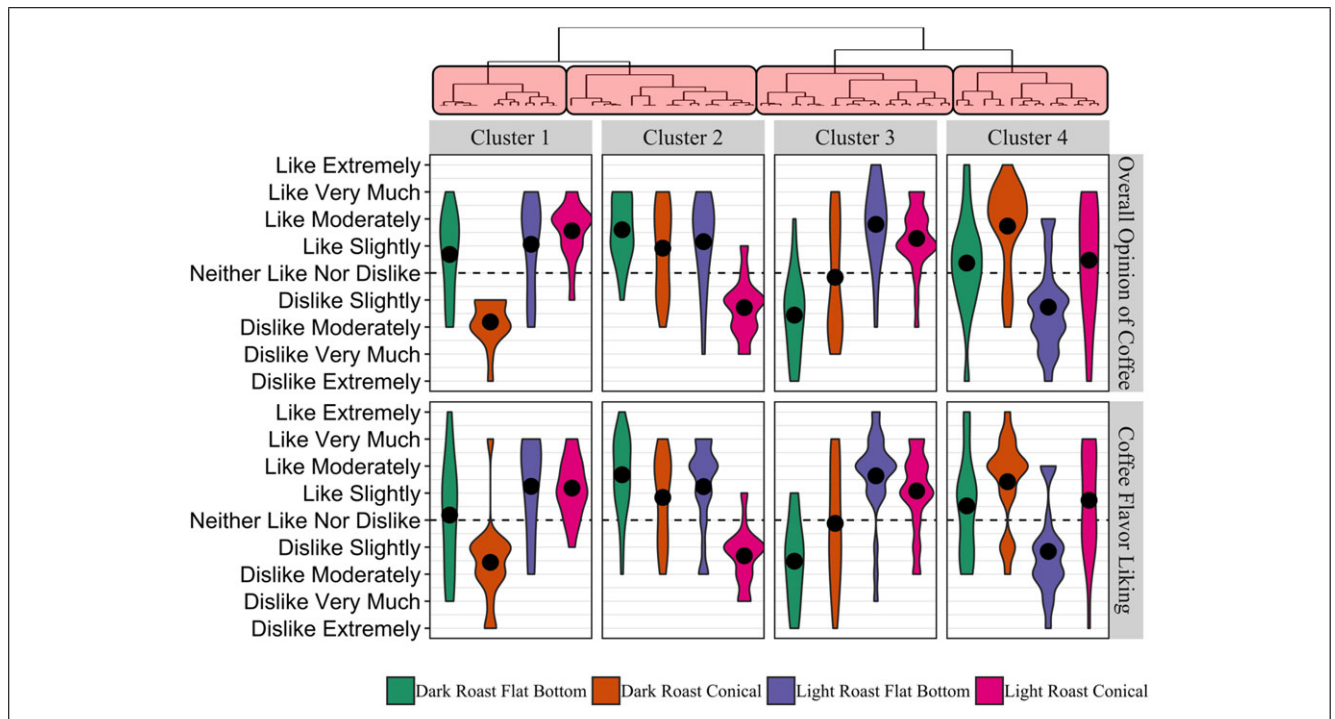 Cluster 1 Cluster 2 Cluster 3 Cluster 4
Like Extremely
Like Very Much
Like Moderately
Like Slightly
Neither Like Nor Dislike
Dislike Slightly
Dislike Moderately
Dislike Very Much
Dislike Extremely
Overall Opinion of Coffee
Like Extremely
Like Very Much
Like Moderately
Like Slightly
Neither Like Nor Dislike
Dislike Slightly
Dislike Moderately
Dislike Very Much
Dislike Extremely
Coffee Flavor Liking
Dark Roast Flat Bottom Dark Roast Conical Light Roast Flat Bottom Light Roast Conical